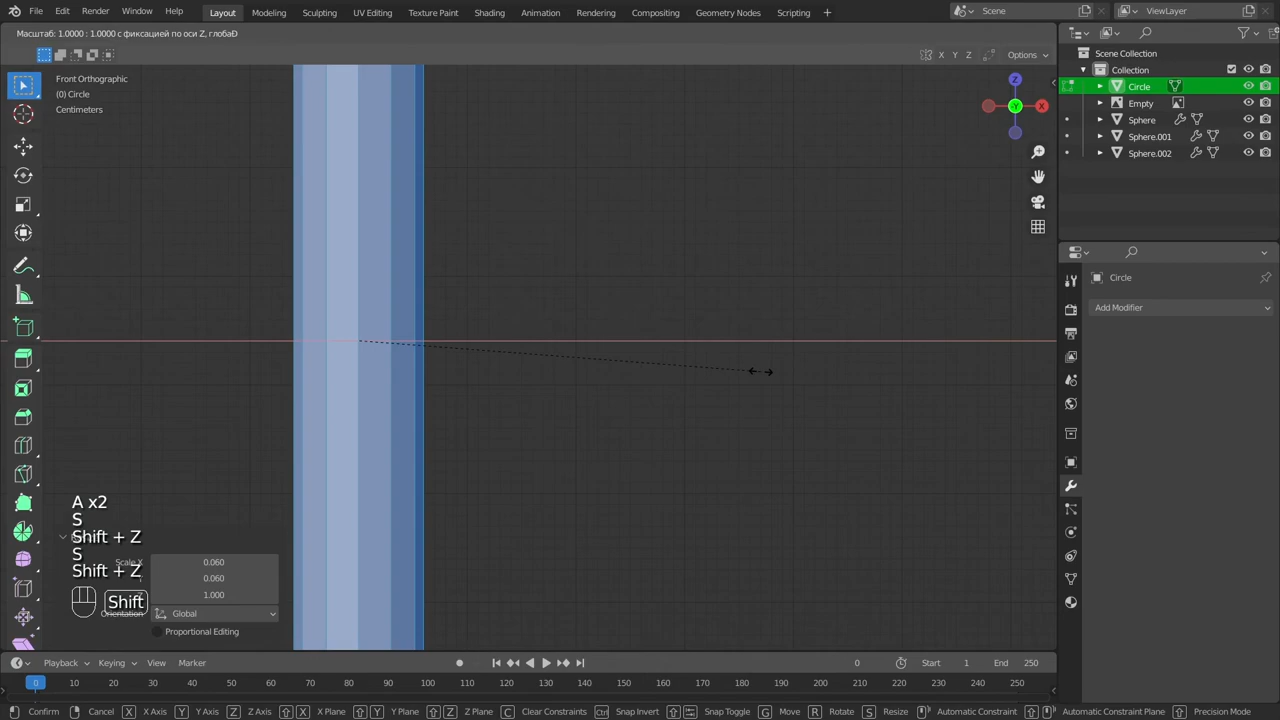 File Edit Render Window Help Layout Modeling Sculpting UV Editing Texture Paint Shading Animation Rendering Compositing Geometry Nodes Scripting + Scene ViewLayer
Масштаб: 1.0000 : 1.0000 с фиксацией по оси Z, глобаÐ
X Y Z Options
Front Orthographic
(0) Circle
Centimeters
Z
Y X
Scene Collection
Collection
Circle
Empty
Sphere
Sphere.001
Sphere.002
Circle
Add Modifier
A x2
S
Shift + Z
S
Shift + Z
Shift
Scale X 0.060
0.060
1.000
Orientation Global
Proportional Editing
Playback Keying View Marker 0 Start 1 End 250
0 10 20 30 40 50 60 70 80 90 100 110 120 130 140 150 160 170 180 190 200 210 220 230 240 250
Confirm Cancel X X Axis Y Y Axis Z Z Axis X X Plane Y Y Plane Z Z Plane C Clear Constraints Ctrl Snap Invert Snap Toggle G Move R Rotate S Resize Automatic Constraint Automatic Constraint Plane Precision Mode